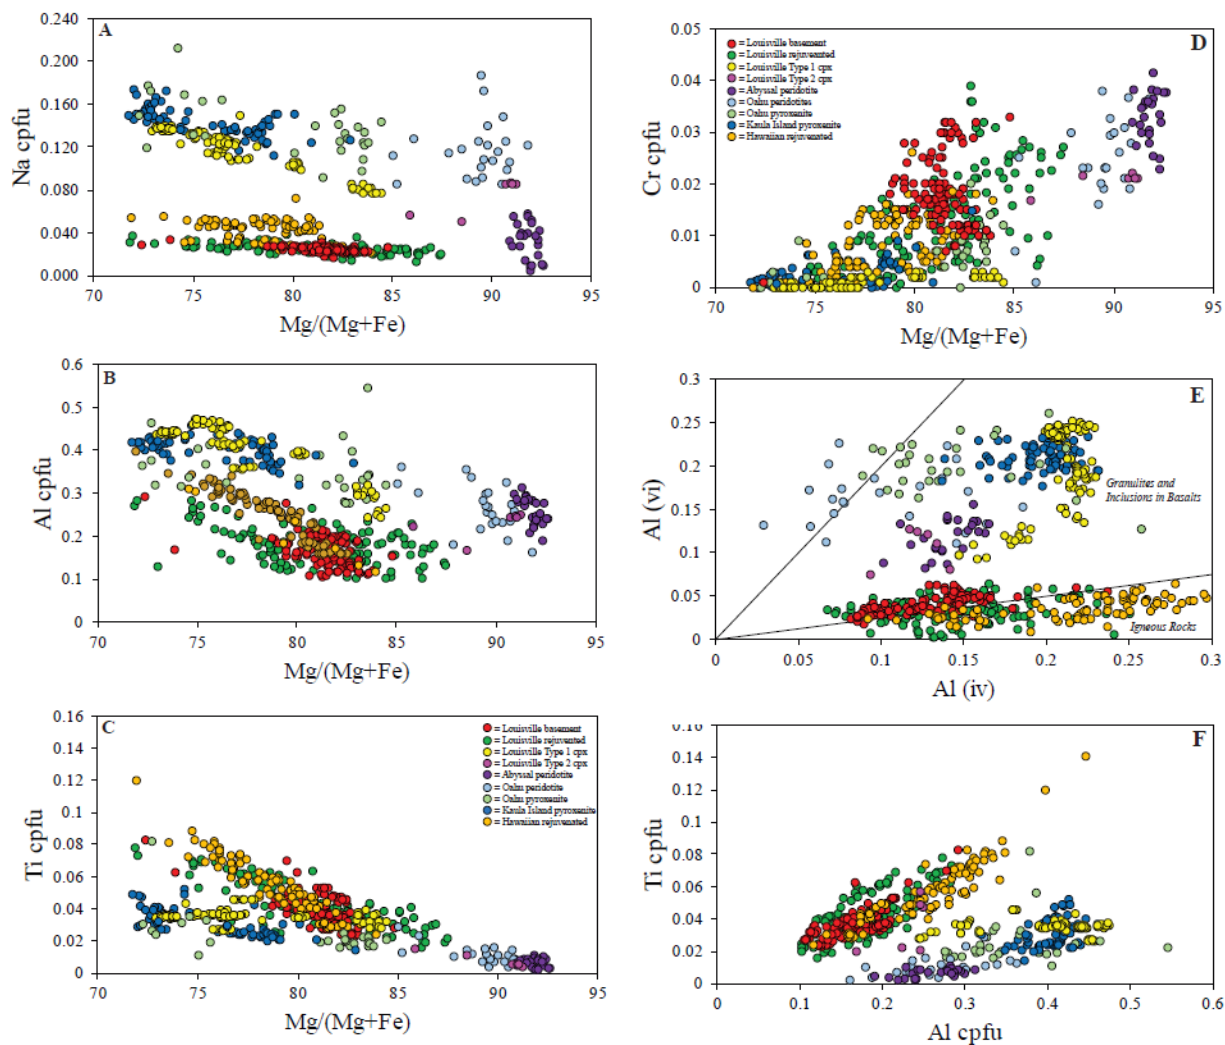 A
0.240
0.200
0.160
0.120
0.080
0.040
0.000
Na cpfu
70 75 80 85 90 95
Mg/(Mg+Fe)
B
0.6
0.5
0.4
0.3
0.2
0.1
0
Al cpfu
70 75 80 85 90 95
Mg/(Mg+Fe)
C
0.16
0.14
0.12
0.10
0.08
0.06
0.04
0.02
0
Ti cpfu
= Louisville basement
= Louisville rejuvented
= Louisville Type 1 cpx
= Louisville Type 2 cpx
= Abyssal peridotite
= Oahu peridotite
= Oahu pyroxenite
= Kaula Island pyroxenite
= Hawaiian rejuvenated
70 75 80 85 90 95
Mg/(Mg+Fe)
D
0.05
0.04
0.03
0.02
0.01
0
Cr cpfu
= Louisville basement
= Louisville rejuveanted
= Louisville Type 1 cpx
= Louisville Type 2 cpx
= Abyssal peridotite
= Oahu peridotites
= Oahu pyroxenite
= Kaula Island pyroxenite
= Hawaiian rejuvenated
70 75 80 85 90 95
Mg/(Mg+Fe)
E
0.3
0.25
0.2
0.15
0.1
0.05
0
Al (vi)
Granulites and
Inclusions in Basalts
Igneous Rocks
0 0.05 0.1 0.15 0.2 0.25 0.3
Al (iv)
F
0.16
0.14
0.12
0.1
0.08
0.06
0.04
0.02
0
Ti cpfu
0 0.1 0.2 0.3 0.4 0.5 0.6
Al cpfu